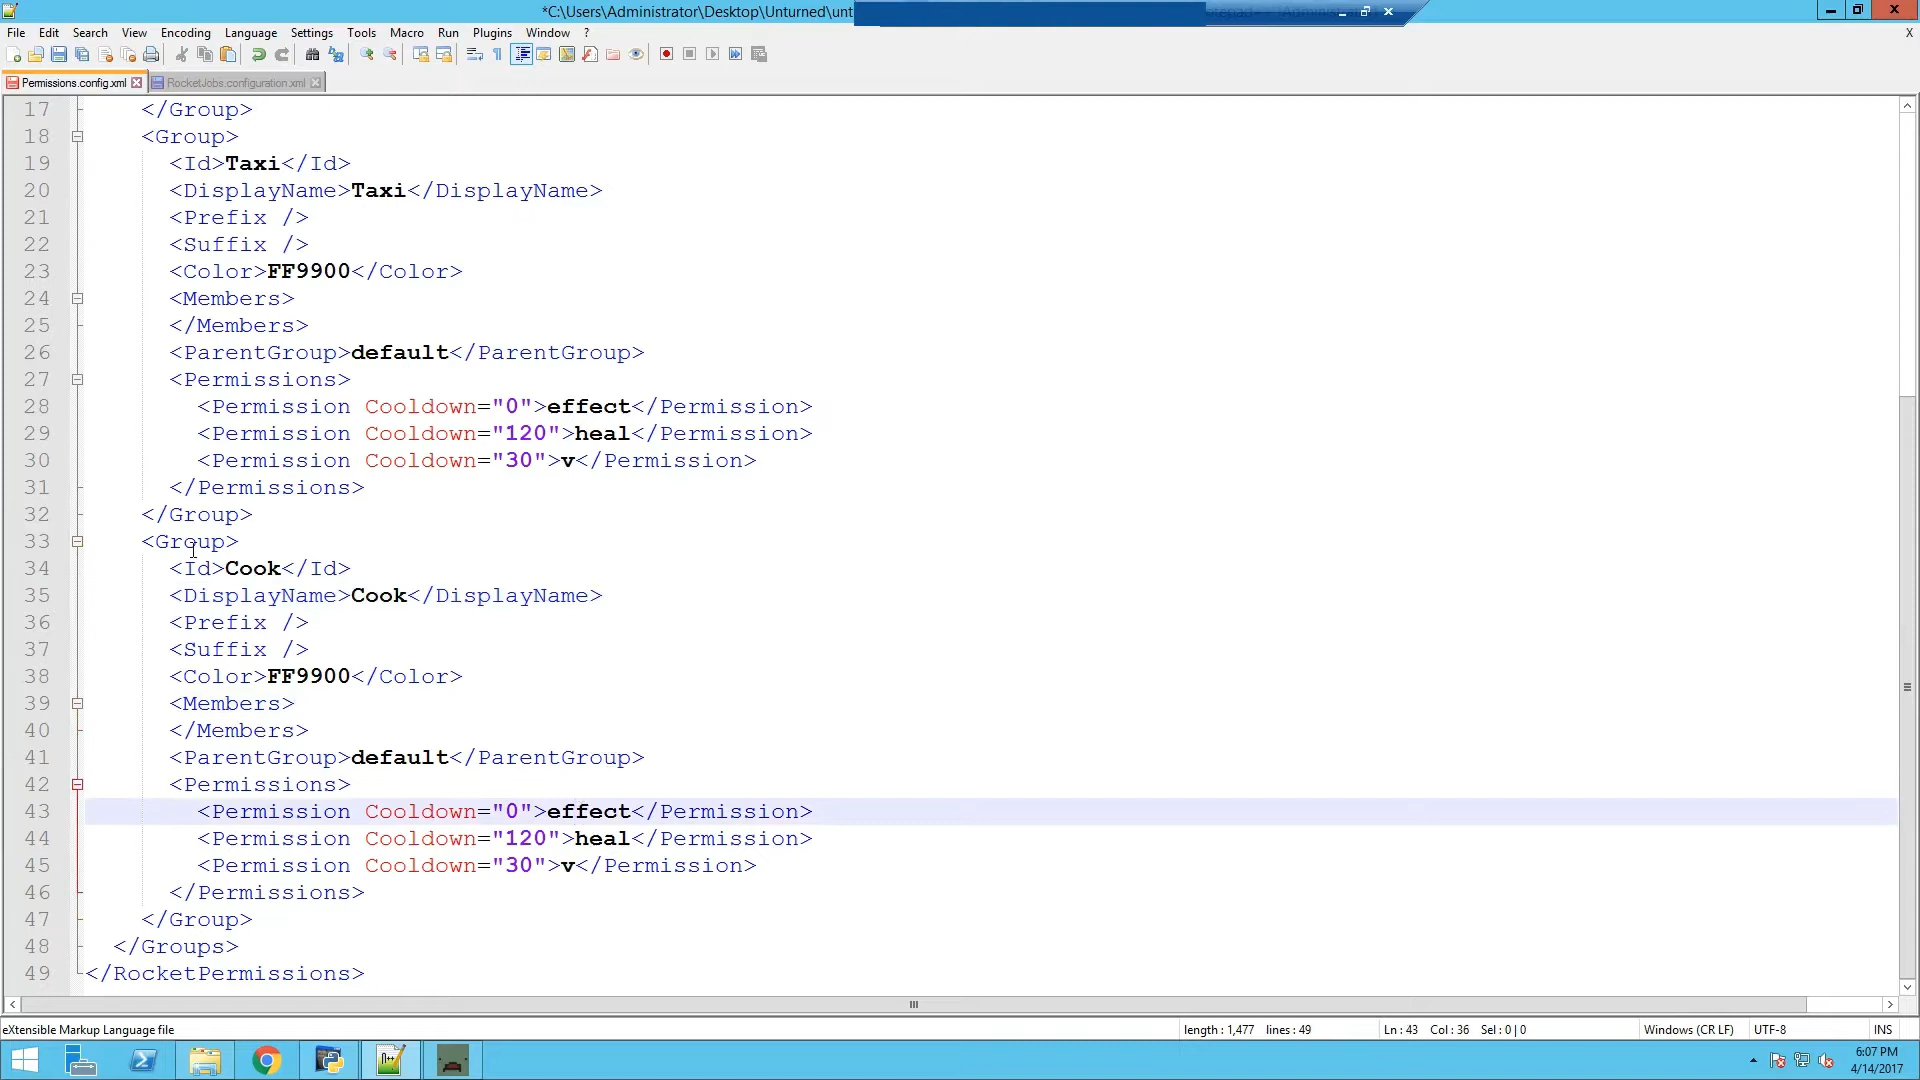 *C:\Users\Administrator\Desktop\Unturned\unt
File Edit Search View Encoding Language Settings Tools Macro Run Plugins Window ? X
Permissions.config.xml RocketJobs.configuration.xml
17 </Group>
18 <Group>
19 <Id>Taxi</Id>
20 <DisplayName>Taxi</DisplayName>
21 <Prefix />
22 <Suffix />
23 <Color>FF9900</Color>
24 <Members>
25 </Members>
26 <ParentGroup>default</ParentGroup>
27 <Permissions>
28 <Permission Cooldown="0">effect</Permission>
29 <Permission Cooldown="120">heal</Permission>
30 <Permission Cooldown="30">v</Permission>
31 </Permissions>
32 </Group>
33 <Group>
34 <Id>Cook</Id>
35 <DisplayName>Cook</DisplayName>
36 <Prefix />
37 <Suffix />
38 <Color>FF9900</Color>
39 <Members>
40 </Members>
41 <ParentGroup>default</ParentGroup>
42 <Permissions>
43 <Permission Cooldown="0">effect</Permission>
44 <Permission Cooldown="120">heal</Permission>
45 <Permission Cooldown="30">v</Permission>
46 </Permissions>
47 </Group>
48 </Groups>
49 </RocketPermissions>
eXtensible Markup Language file length : 1,477 lines : 49 Ln : 43 Col : 36 Sel : 0 | 0 Windows (CR LF) UTF-8 INS
6:07 PM
4/14/2017